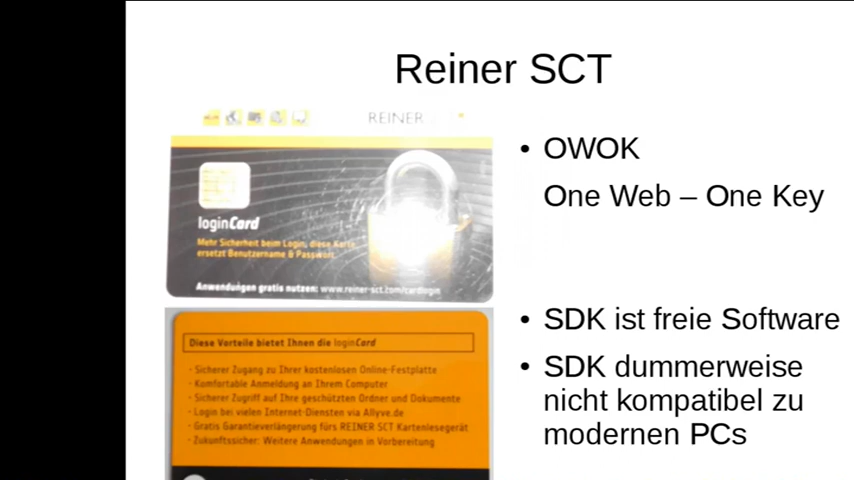 Reiner SCT
REINER
loginCard
Mehr Sicherheit beim Login, diese Karte
ersetzt Benutzername & Passwort.
Anwendungen gratis nutzen: www.reiner-sct.com/cardlogin
Diese Vorteile bietet Ihnen die loginCard
· Sicherer Zugang zu Ihrer kostenlosen Online-Festplatte
· Komfortable Anmeldung an Ihrem Computer
· Sicherer Zugriff auf Ihre geschützten Ordner und Dokumente
· Login bei vielen Internet-Diensten via Allyve.de
· Gratis Garantieverlängerung fürs REINER SCT Kartenlesegerät
· Zukunftssicher: Weitere Anwendungen in Vorbereitung
• OWOK
One Web – One Key
• SDK ist freie Software
• SDK dummerweise
nicht kompatibel zu
modernen PCs